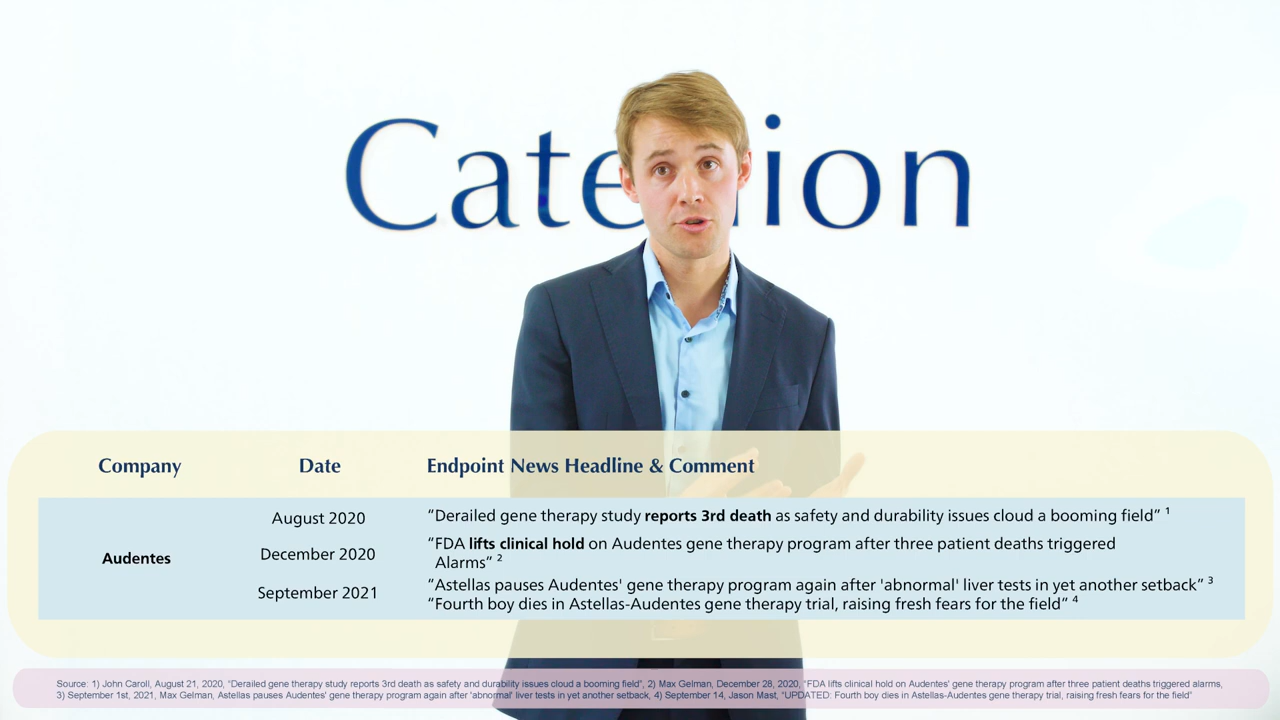 Catenion
Company Date Endpoint News Headline & Comment
August 2020 “Derailed gene therapy study reports 3rd death as safety and durability issues cloud a booming field” ¹
Audentes
December 2020 “FDA lifts clinical hold on Audentes gene therapy program after three patient deaths triggered
Alarms” ²
September 2021 “Astellas pauses Audentes' gene therapy program again after 'abnormal' liver tests in yet another setback” ³
“Fourth boy dies in Astellas-Audentes gene therapy trial, raising fresh fears for the field” ⁴
Source: 1) John Caroll, August 21, 2020, “Derailed gene therapy study reports 3rd death as safety and durability issues cloud a booming field”, 2) Max Gelman, December 28, 2020, “FDA lifts clinical hold on Audentes' gene therapy program after three patient deaths triggered alarms,
3) September 1st, 2021, Max Gelman, Astellas pauses Audentes' gene therapy program again after 'abnormal' liver tests in yet another setback, 4) September 14, Jason Mast, “UPDATED: Fourth boy dies in Astellas-Audentes gene therapy trial, raising fresh fears for the field”